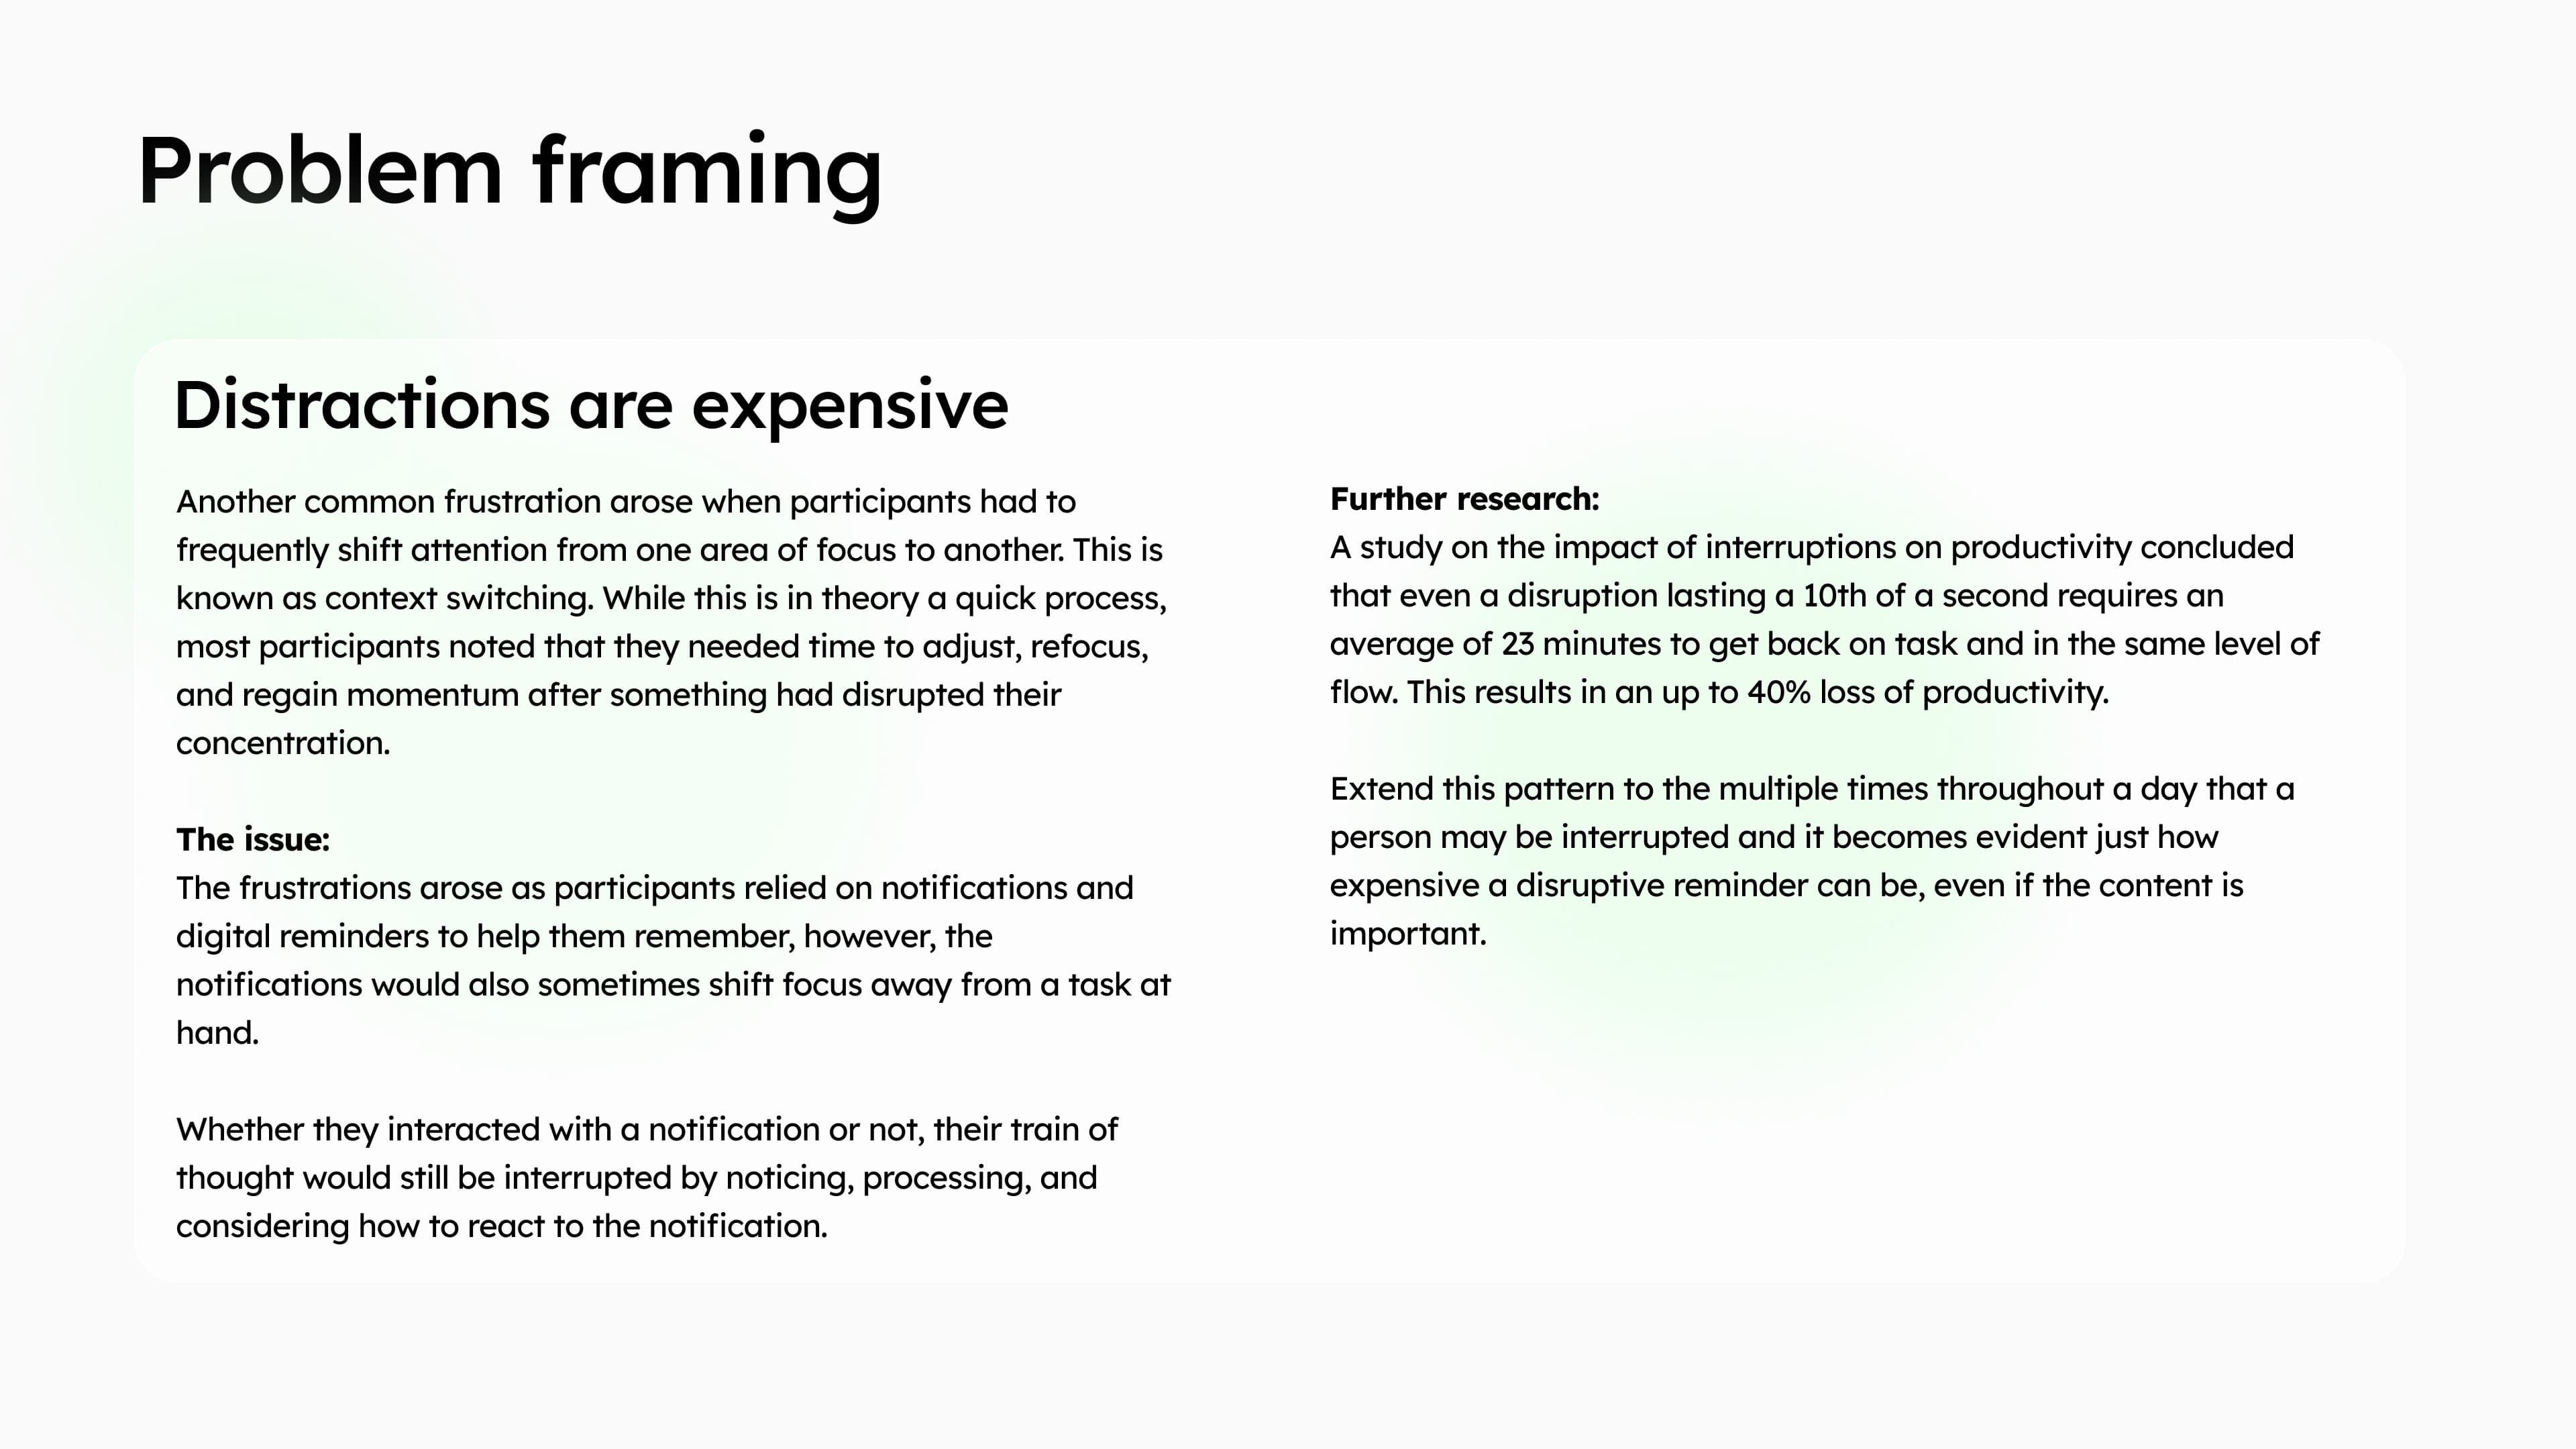 Problem framing
Distractions are expensive
Another common frustration arose when participants had to
frequently shift attention from one area of focus to another. This is
known as context switching. While this is in theory a quick process,
most participants noted that they needed time to adjust, refocus,
and regain momentum after something had disrupted their
concentration.
The issue:
The frustrations arose as participants relied on notifications and
digital reminders to help them remember, however, the
notifications would also sometimes shift focus away from a task at
hand.
Whether they interacted with a notification or not, their train of
thought would still be interrupted by noticing, processing, and
considering how to react to the notification.
Further research:
A study on the impact of interruptions on productivity concluded
that even a disruption lasting a 10th of a second requires an
average of 23 minutes to get back on task and in the same level of
flow. This results in an up to 40% loss of productivity.
Extend this pattern to the multiple times throughout a day that a
person may be interrupted and it becomes evident just how
expensive a disruptive reminder can be, even if the content is
important.